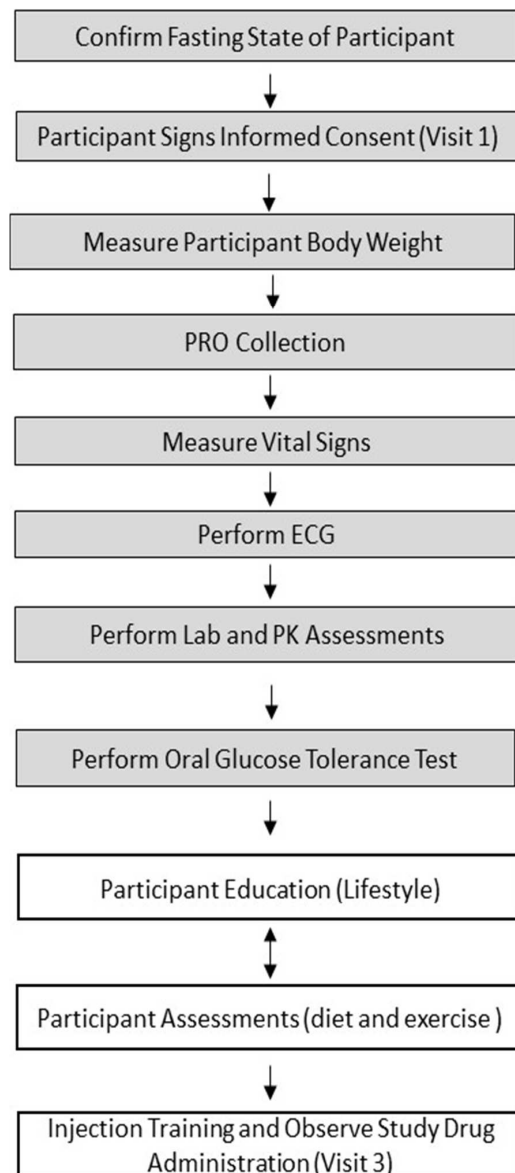 Confirm Fasting State of Participant
Participant Signs Informed Consent (Visit 1)
Measure Participant Body Weight
PRO Collection
Measure Vital Signs
Perform ECG
Perform Lab and PK Assessments
Perform Oral Glucose Tolerance Test
Participant Education (Lifestyle)
Participant Assessments (diet and exercise )
Injection Training and Observe Study Drug
Administration (Visit 3)